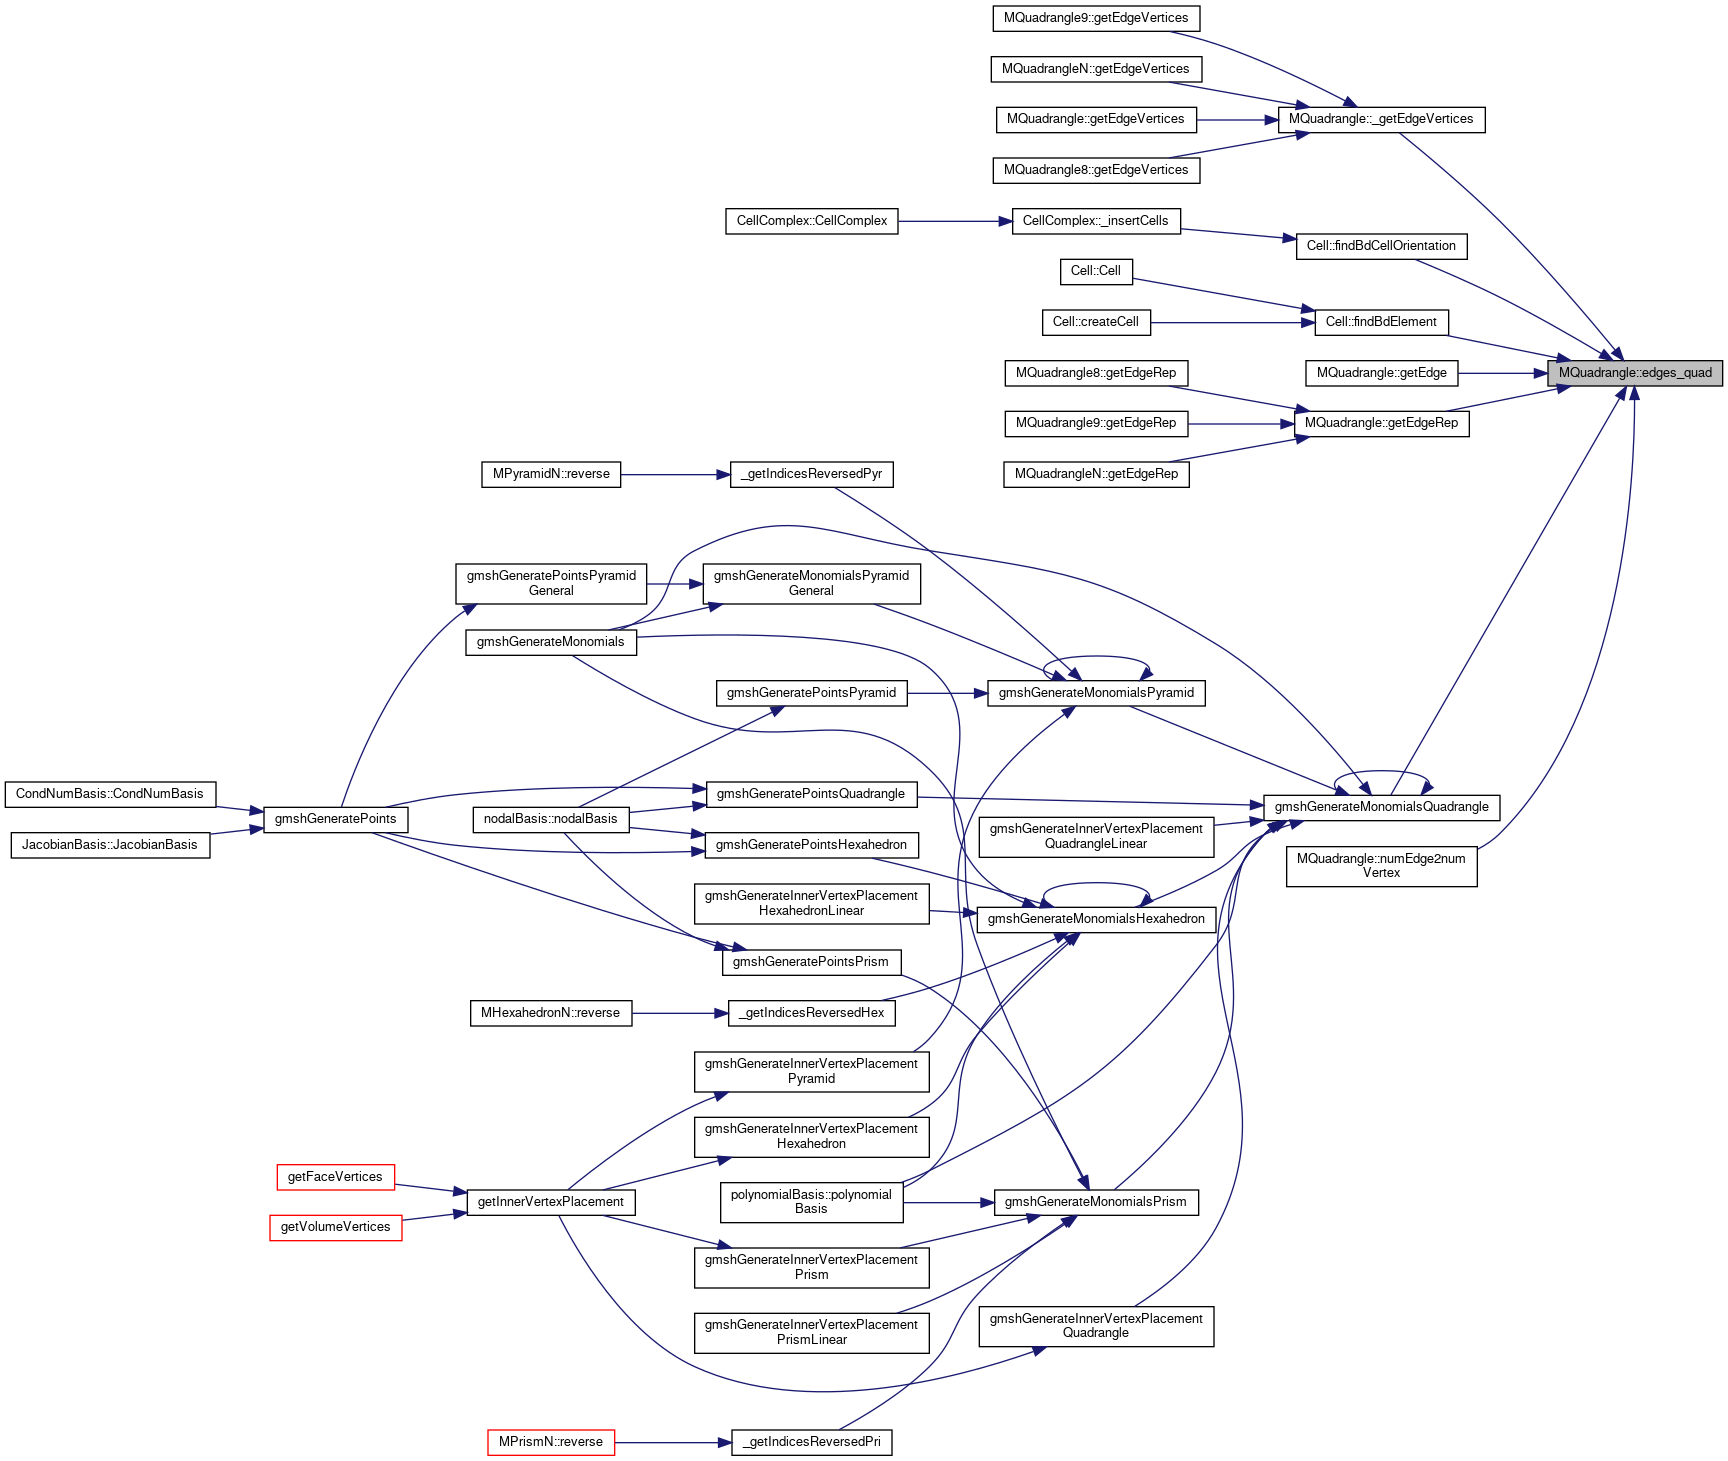 MQuadrangle9::getEdgeVertices
MQuadrangleN::getEdgeVertices
MQuadrangle::getEdgeVertices
MQuadrangle::_getEdgeVertices
MQuadrangle8::getEdgeVertices
CellComplex::CellComplex
CellComplex::_insertCells
Cell::findBdCellOrientation
Cell::Cell
Cell::createCell
Cell::findBdElement
MQuadrangle8::getEdgeRep
MQuadrangle::getEdge
MQuadrangle::edges_quad
MQuadrangle9::getEdgeRep
MQuadrangle::getEdgeRep
MQuadrangleN::getEdgeRep
MPyramidN::reverse
_getIndicesReversedPyr
gmshGeneratePointsPyramid
General
gmshGenerateMonomialsPyramid
General
gmshGenerateMonomials
gmshGeneratePointsPyramid
gmshGenerateMonomialsPyramid
CondNumBasis::CondNumBasis
JacobianBasis::JacobianBasis
gmshGeneratePoints
nodalBasis::nodalBasis
gmshGeneratePointsQuadrangle
gmshGeneratePointsHexahedron
gmshGenerateMonomialsQuadrangle
gmshGenerateInnerVertexPlacement
QuadrangleLinear
MQuadrangle::numEdge2num
Vertex
gmshGenerateInnerVertexPlacement
HexahedronLinear
gmshGenerateMonomialsHexahedron
gmshGeneratePointsPrism
MHexahedronN::reverse
_getIndicesReversedHex
gmshGenerateInnerVertexPlacement
Pyramid
gmshGenerateInnerVertexPlacement
Hexahedron
getFaceVertices
getVolumeVertices
getInnerVertexPlacement
polynomialBasis::polynomial
Basis
gmshGenerateMonomialsPrism
gmshGenerateInnerVertexPlacement
Prism
gmshGenerateInnerVertexPlacement
PrismLinear
gmshGenerateInnerVertexPlacement
Quadrangle
MPrismN::reverse
_getIndicesReversedPri